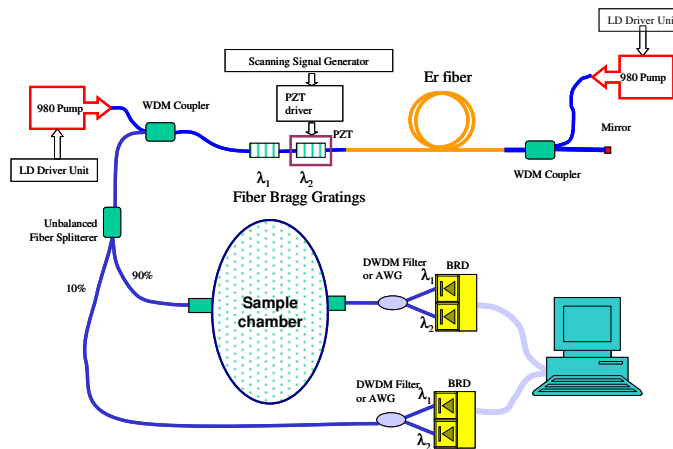 LD Driver Unit
Scanning Signal Generator
980 Pump
Er fiber
980 Pump
WDM Coupler
PZT
driver
PZT
Mirror
LD Driver Unit
λ1
λ2
WDM Coupler
Fiber Bragg Gratings
Unbalanced
Fiber Splitterer
DWDM Filter
or AWG
BRD
λ1
90%
10%
Sample
chamber
λ2
DWDM Filter
or AWG
BRD
λ1
λ2